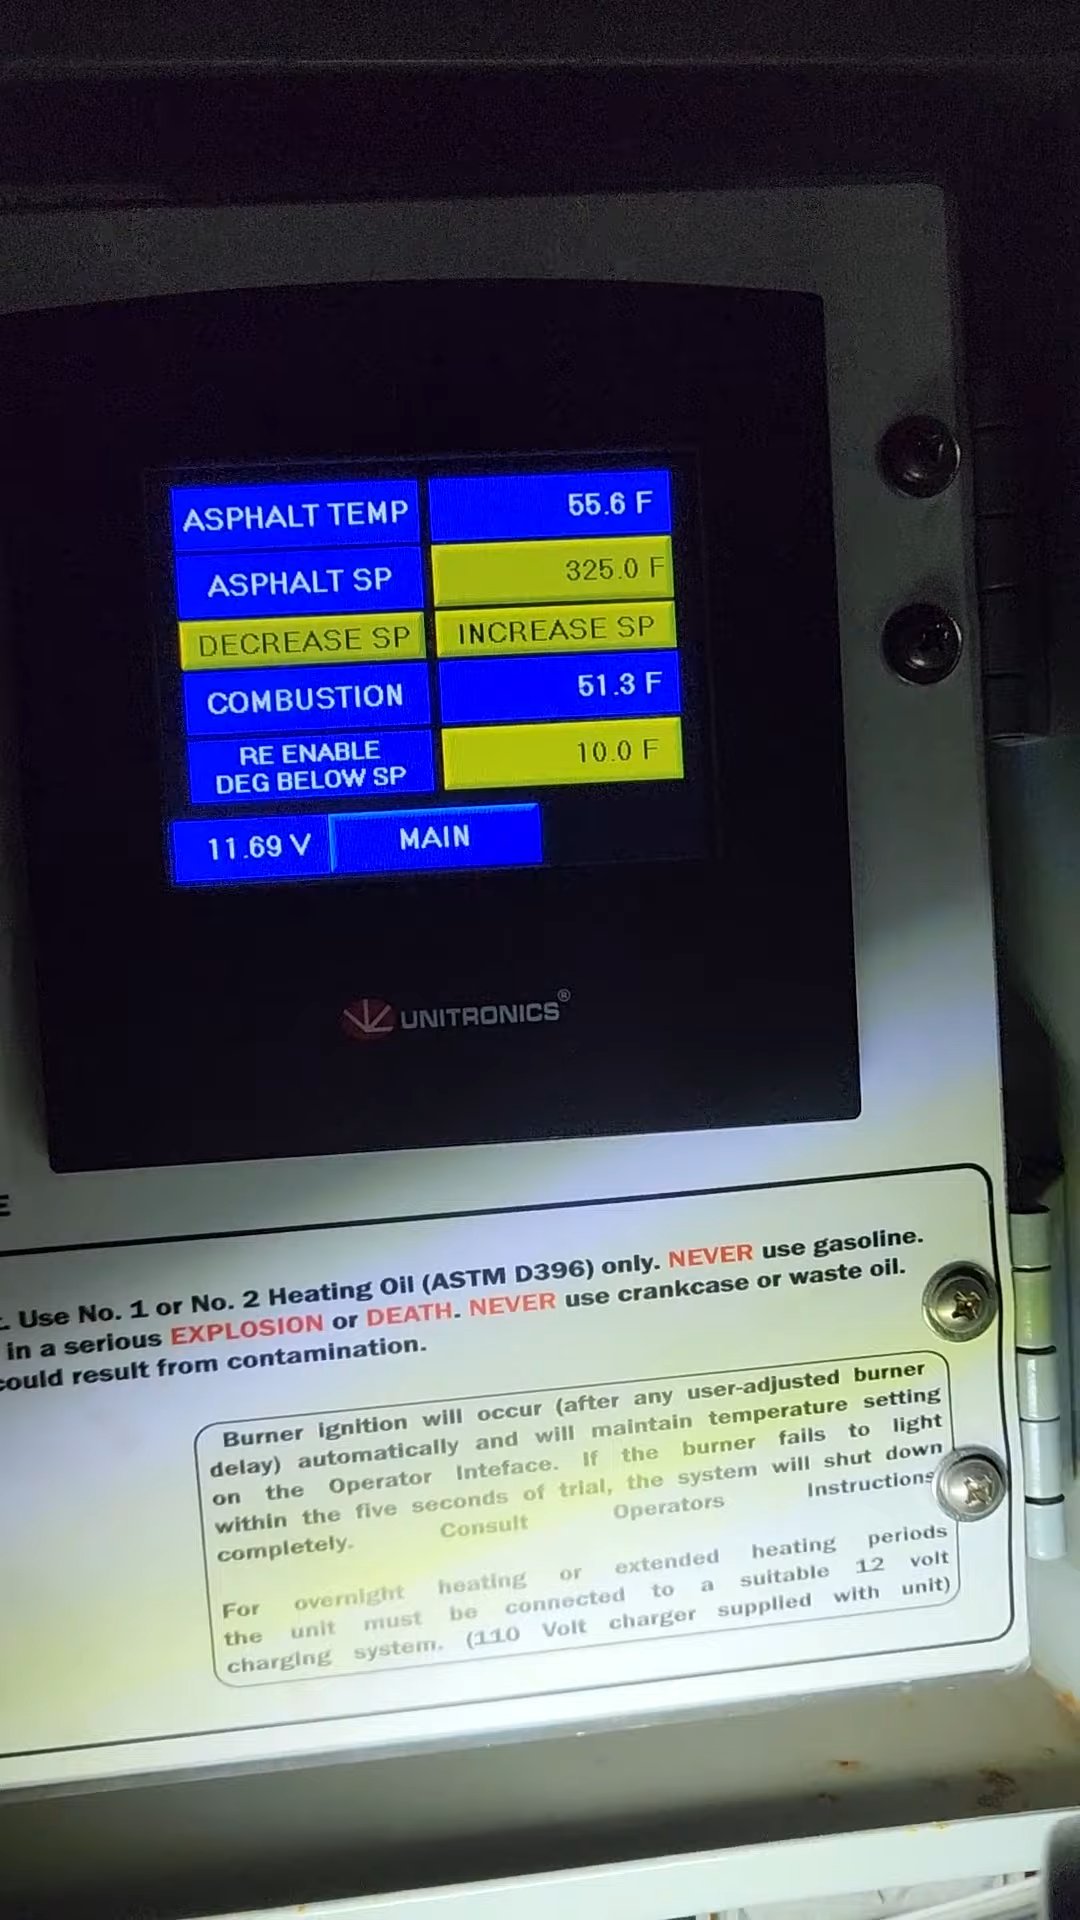 ASPHALT TEMP 55.6 F
ASPHALT SP 325.0 F
DECREASE SP INCREASE SP
COMBUSTION 51.3 F
RE ENABLE
DEG BELOW SP 10.0 F
11.69 V MAIN
UNITRONICS®
E
. Use No. 1 or No. 2 Heating Oil (ASTM D396) only. NEVER use gasoline.
in a serious EXPLOSION or DEATH. NEVER use crankcase or waste oil.
could result from contamination.
Burner ignition will occur (after any user-adjusted burner
delay) automatically and will maintain temperature setting
on the Operator Inteface. If the burner fails to light
within the five seconds of trial, the system will shut down
completely. Consult Operators Instructions
For overnight heating or extended heating periods
the unit must be connected to a suitable 12 volt
charging system. (110 Volt charger supplied with unit)